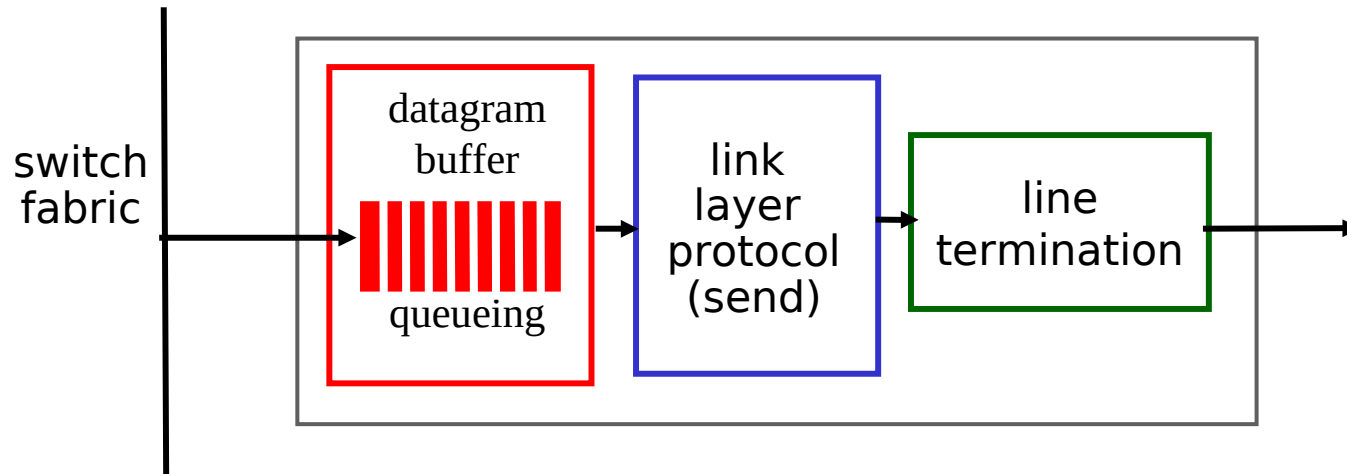 switch
fabric
datagram
buffer
queueing
link
layer
protocol
(send)
line
termination